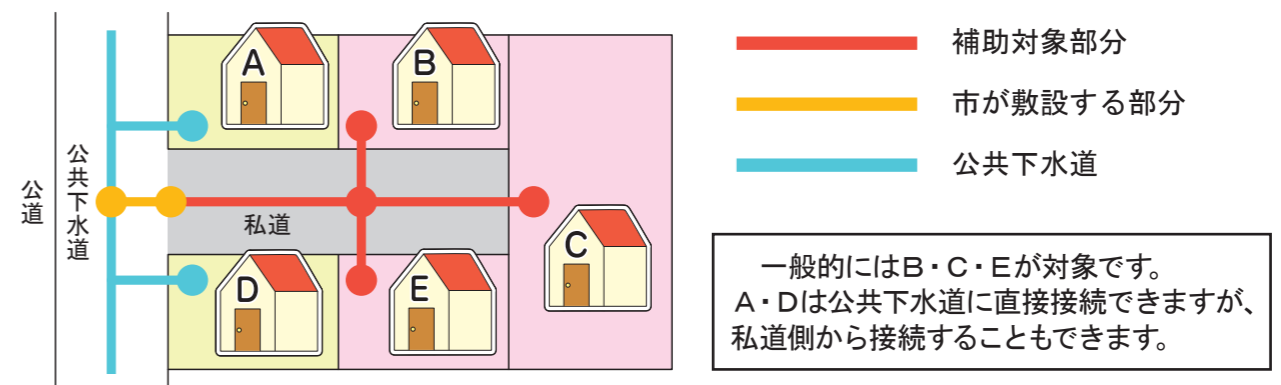 公道
公共下水道
A
B
C
D
E
私道
補助対象部分
市が敷設する部分
公共下水道
一般的にはB・C・Eが対象です。
A・Dは公共下水道に直接接続できますが、
私道側から接続することもできます。